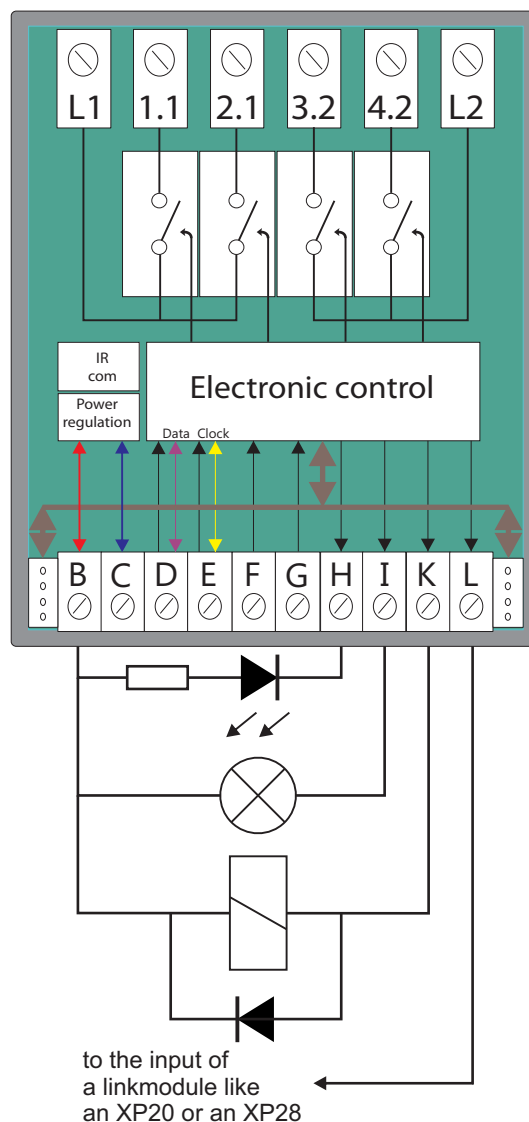 L1 1.1 2.1 3.2 4.2 L2
IR
com
Power
regulation
Electronic control
Data Clock
B C D E F G H I K L
to the input of
a linkmodule like
an XP20 or an XP28